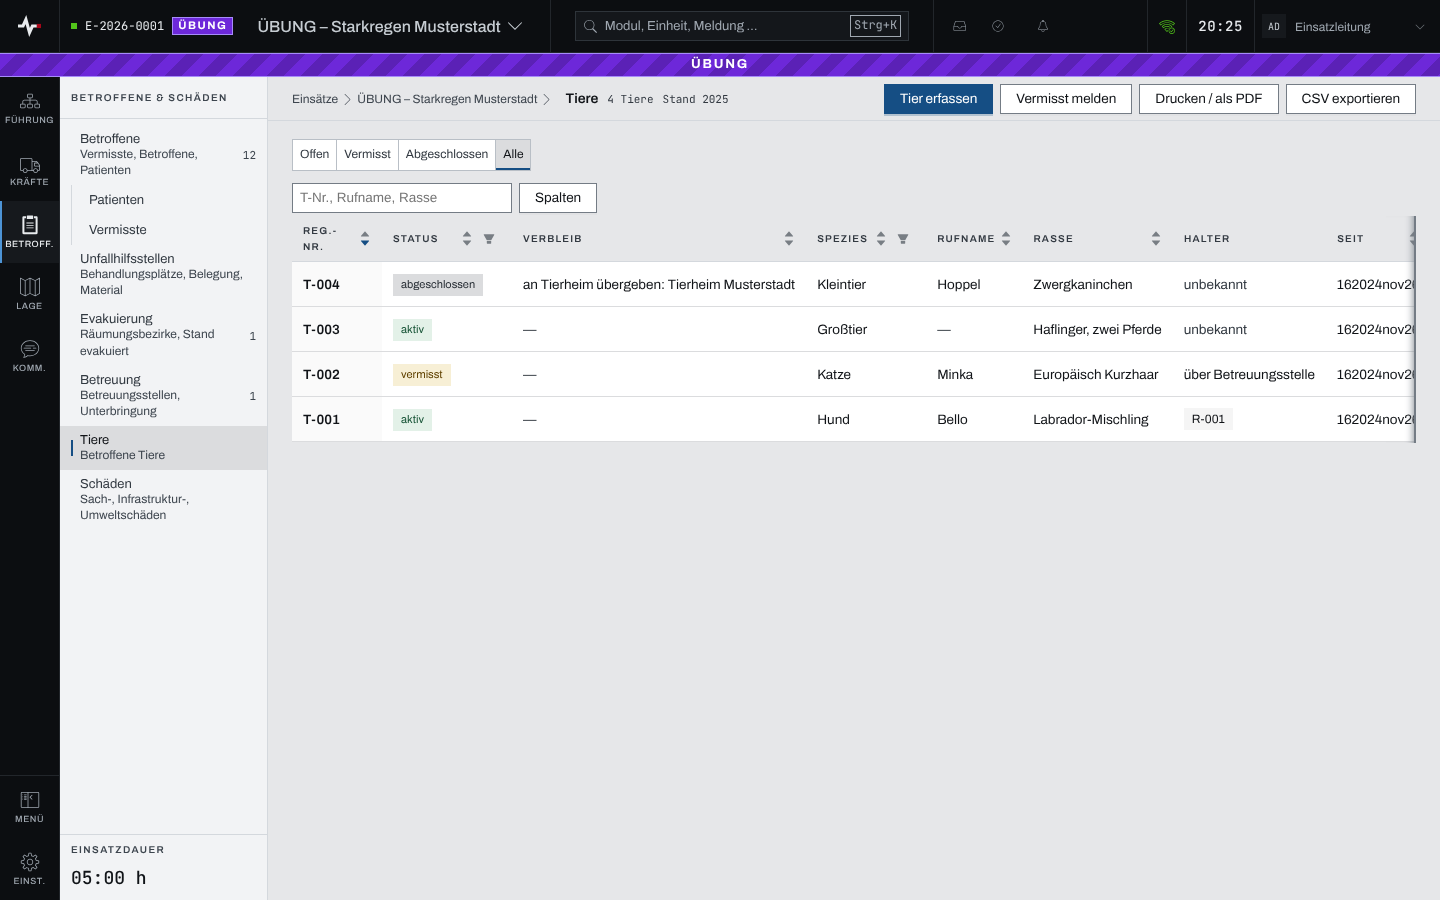 E-2026-0001 ÜBUNG ÜBUNG – Starkregen Musterstadt Modul, Einheit, Meldung ... Strg+K 20:25 AD Einsatzleitung
ÜBUNG
FÜHRUNG
KRÄFTE
BETROFF.
LAGE
KOMM.
MENÜ
EINST.
BETROFFENE & SCHÄDEN
Betroffene
Vermisste, Betroffene, Patienten 12
Patienten
Vermisste
Unfallhilfsstellen
Behandlungsplätze, Belegung,
Material
Evakuierung
Räumungsbezirke, Stand
evakuiert 1
Betreuung
Betreuungsstellen,
Unterbringung 1
Tiere
Betroffene Tiere
Schäden
Sach-, Infrastruktur-,
Umweltschäden
EINSATZDAUER
05:00 h
Einsätze ÜBUNG – Starkregen Musterstadt Tiere 4 Tiere Stand 2025 Tier erfassen Vermisst melden Drucken / als PDF CSV exportieren
Offen Vermisst Abgeschlossen Alle
T-Nr., Rufname, Rasse Spalten
REG.-
NR. STATUS VERBLEIB SPEZIES RUFNAME RASSE HALTER SEIT
T-004 abgeschlossen an Tierheim übergeben: Tierheim Musterstadt Kleintier Hoppel Zwergkaninchen unbekannt 162024nov2
T-003 aktiv — Großtier — Haflinger, zwei Pferde unbekannt 162024nov2
T-002 vermisst — Katze Minka Europäisch Kurzhaar über Betreuungsstelle 162024nov2
T-001 aktiv — Hund Bello Labrador-Mischling R-001 162024nov2